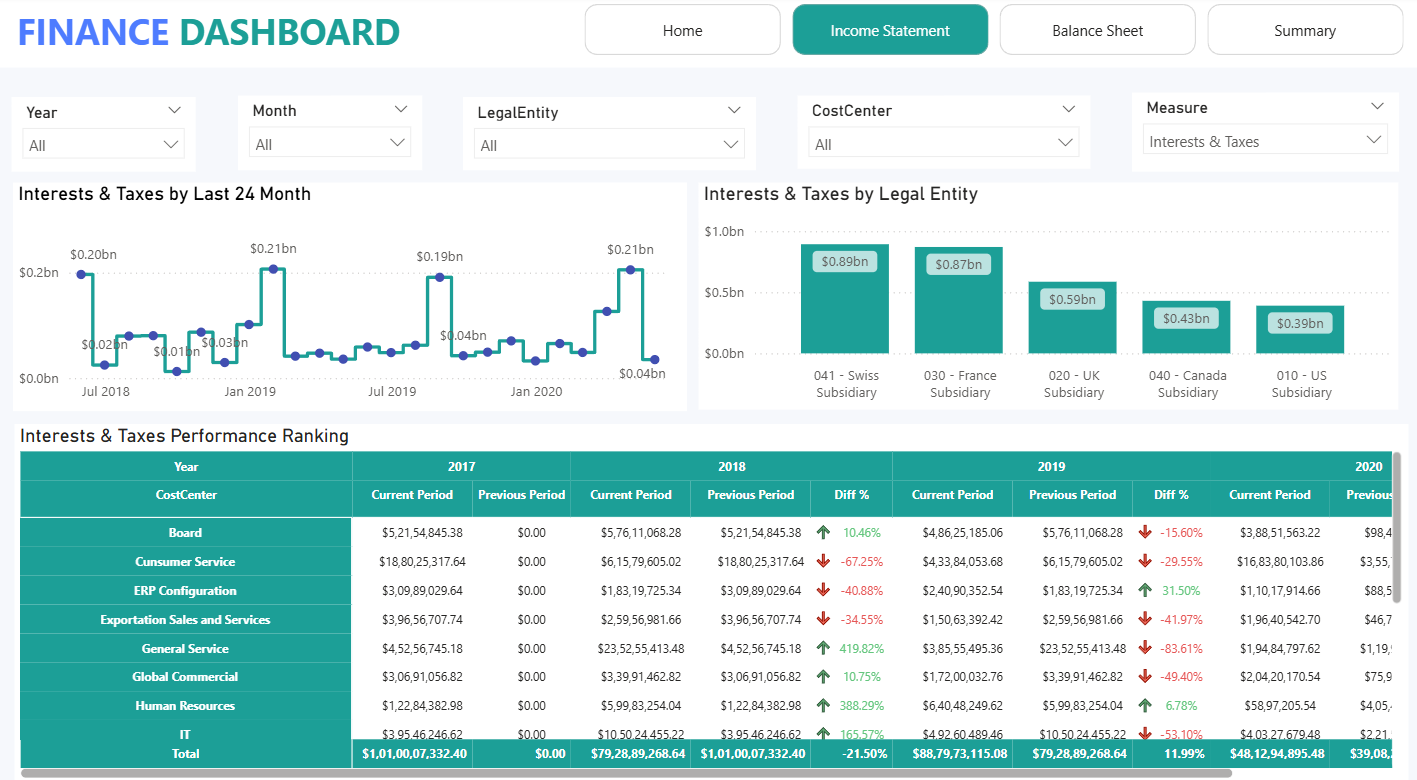 FINANCE DASHBOARD
Home
Income Statement
Balance Sheet
Summary
Year
All
Month
All
LegalEntity
All
CostCenter
All
Measure
Interests & Taxes
Interests & Taxes by Last 24 Month
$0.2bn
$0.0bn
$0.20bn
$0.02bn
$0.01bn
$0.03bn
$0.21bn
$0.19bn
$0.04bn
$0.21bn
$0.04bn
Jul 2018
Jan 2019
Jul 2019
Jan 2020
Interests & Taxes by Legal Entity
$1.0bn
$0.5bn
$0.0bn
$0.89bn
$0.87bn
$0.59bn
$0.43bn
$0.39bn
041 - Swiss
Subsidiary
030 - France
Subsidiary
020 - UK
Subsidiary
040 - Canada
Subsidiary
010 - US
Subsidiary
Interests & Taxes Performance Ranking
Year 2017 2018 2019 2020
CostCenter Current Period Previous Period Current Period Previous Period Diff % Current Period Previous Period Diff % Current Period Previous
Board $5,21,54,845.38 $0.00 $5,76,11,068.28 $5,21,54,845.38 10.46% $4,86,25,185.06 $5,76,11,068.28 -15.60% $3,88,51,563.22 $98,4
Cunsumer Service $18,80,25,317.64 $0.00 $6,15,79,605.02 $18,80,25,317.64 -67.25% $4,33,84,053.68 $6,15,79,605.02 -29.55% $16,83,80,103.86 $3,55,
ERP Configuration $3,09,89,029.64 $0.00 $1,83,19,725.34 $3,09,89,029.64 -40.88% $2,40,90,352.54 $1,83,19,725.34 31.50% $1,10,17,914.66 $88,5
Exportation Sales and Services $3,96,56,707.74 $0.00 $2,59,56,981.66 $3,96,56,707.74 -34.55% $1,50,63,392.42 $2,59,56,981.66 -41.97% $1,96,40,542.70 $46,7
General Service $4,52,56,745.18 $0.00 $23,52,55,413.48 $4,52,56,745.18 419.82% $3,85,55,495.36 $23,52,55,413.48 -83.61% $1,94,84,797.62 $1,19,
Global Commercial $3,06,91,056.82 $0.00 $3,39,91,462.82 $3,06,91,056.82 10.75% $1,72,00,032.76 $3,39,91,462.82 -49.40% $2,04,20,170.54 $75,9
Human Resources $1,22,84,382.98 $0.00 $5,99,83,254.04 $1,22,84,382.98 388.29% $6,40,48,249.62 $5,99,83,254.04 6.78% $58,97,205.54 $4,05,
IT $3,95,46,246.62 $0.00 $10,50,24,455.22 $3,95,46,246.62 165.57% $4,92,60,489.46 $10,50,24,455.22 -53.10% $4,03,27,679.48 $2,21,
Total $1,01,00,07,332.40 $0.00 $79,28,89,268.64 $1,01,00,07,332.40 -21.50% $88,79,73,115.08 $79,28,89,268.64 11.99% $48,12,94,895.48 $39,08,